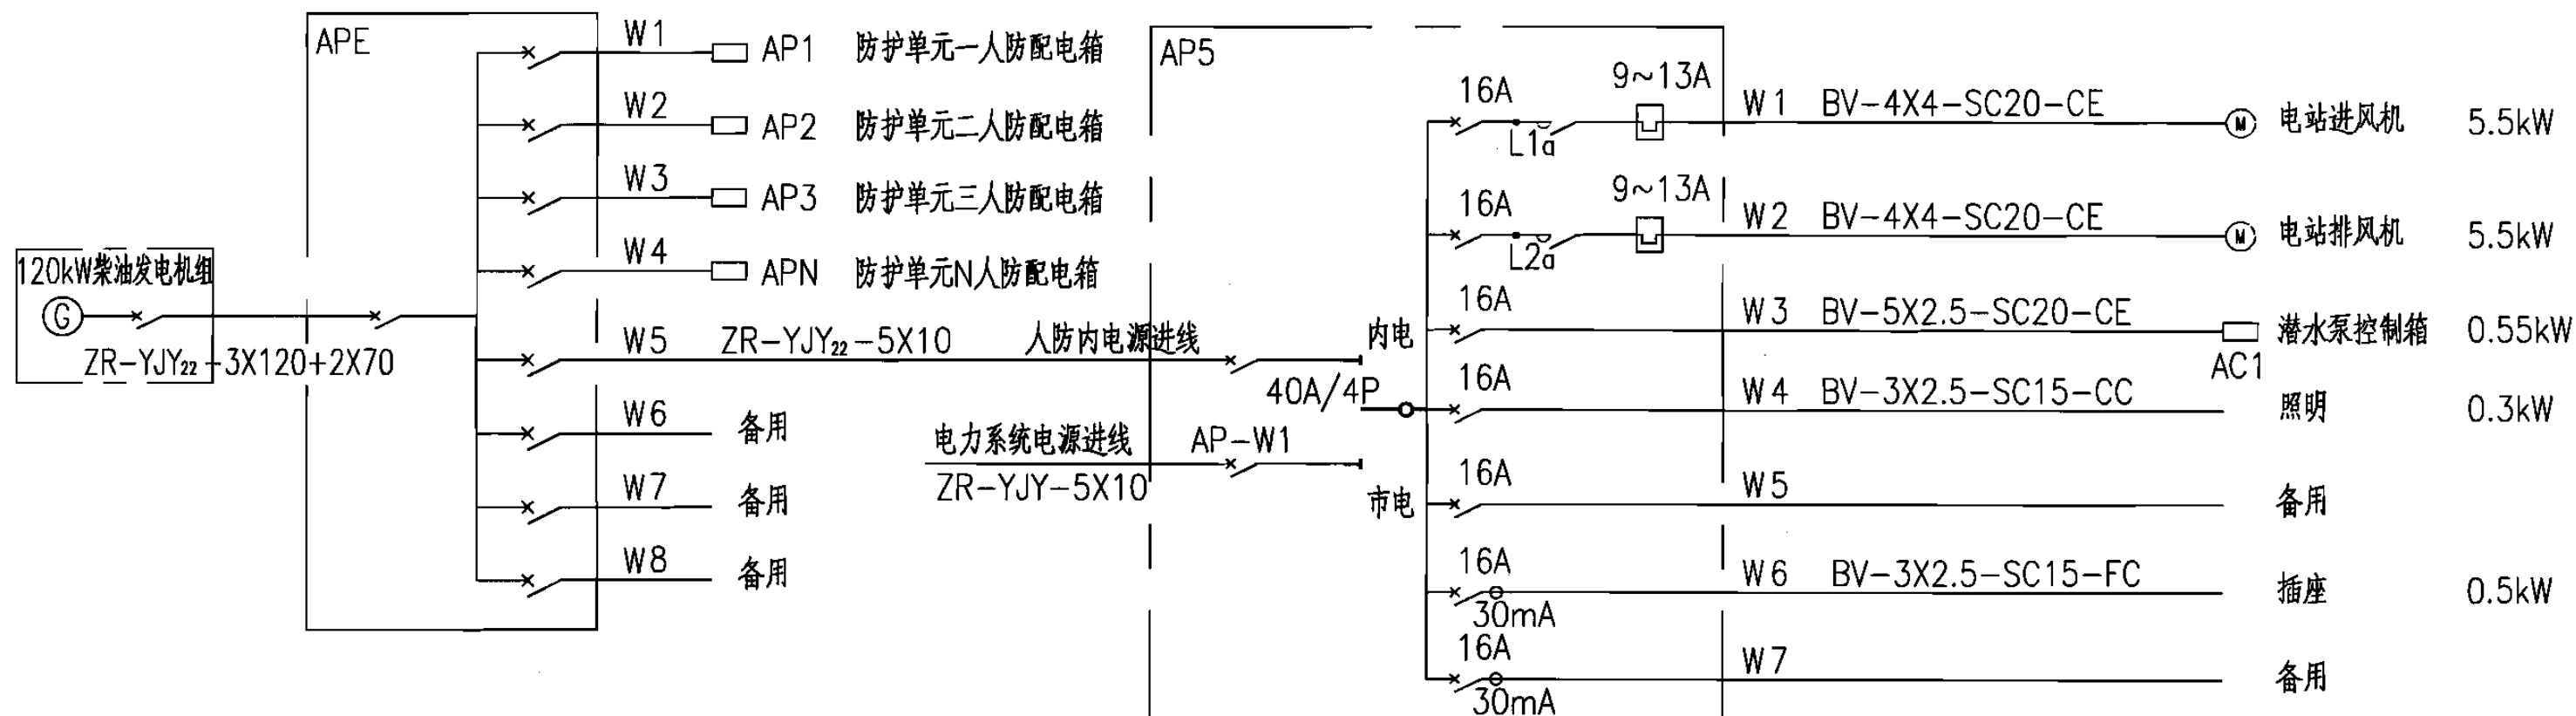 APE
W1 AP1 防护单元一人防配电箱
W2 AP2 防护单元二人防配电箱
W3 AP3 防护单元三人防配电箱
W4 APN 防护单元N人防配电箱
120kW柴油发电机组
G
ZR-YJY22-3X120+2X70
W5 ZR-YJY22-5X10 人防内电源进线
W6 备用
W7 备用
W8 备用
电力系统电源进线 AP-W1
ZR-YJY-5X10
AP5
内电
40A/4P
市电
16A L1a 9~13A W1 BV-4X4-SC20-CE M 电站进风机 5.5kW
16A L2a 9~13A W2 BV-4X4-SC20-CE M 电站排风机 5.5kW
16A W3 BV-5X2.5-SC20-CE 潜水泵控制箱 0.55kW
AC1
16A W4 BV-3X2.5-SC15-CC 照明 0.3kW
16A W5 备用
16A 30mA W6 BV-3X2.5-SC15-FC 插座 0.5kW
16A 30mA W7 备用